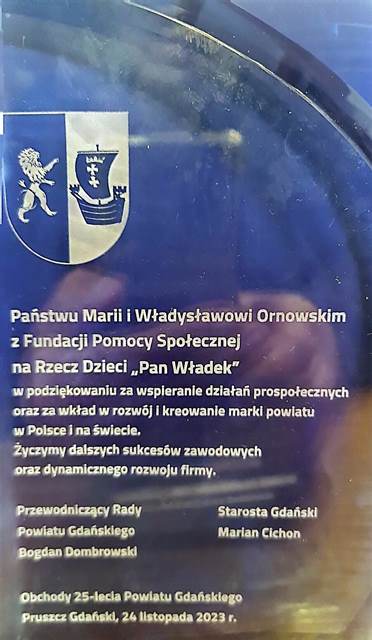 Państwu Marii i Władysławowi Ornowskim
z Fundacji Pomocy Społecznej
na Rzecz Dzieci „Pan Władek”
w podziękowaniu za wspieranie działań prospołecznych
oraz za wkład w rozwój i kreowanie marki powiatu
w Polsce i na świecie.
Życzymy dalszych sukcesów zawodowych
oraz dynamicznego rozwoju firmy.
Przewodniczący Rady
Powiatu Gdańskiego
Bogdan Dombrowski
Starosta Gdański
Marian Cichon
Obchody 25-lecia Powiatu Gdańskiego
Pruszcz Gdański, 24 listopada 2023 r.